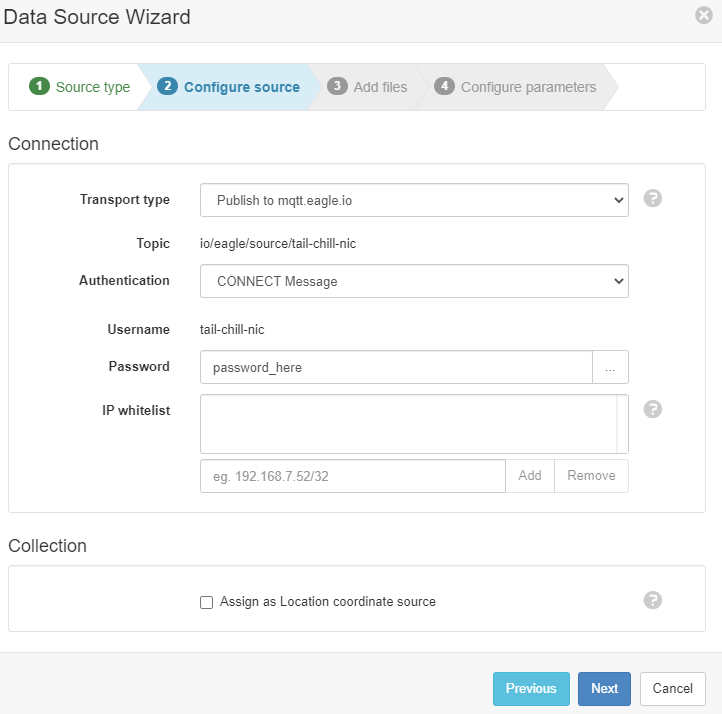 Data Source Wizard
1 Source type 2 Configure source 3 Add files 4 Configure parameters
Connection
Transport type Publish to mqtt.eagle.io ?
Topic io/eagle/source/tail-chill-nic
Authentication CONNECT Message
Username tail-chill-nic
Password password_here ...
IP whitelist ?
eg. 192.168.7.52/32 Add Remove
Collection
Assign as Location coordinate source ?
Previous Next Cancel